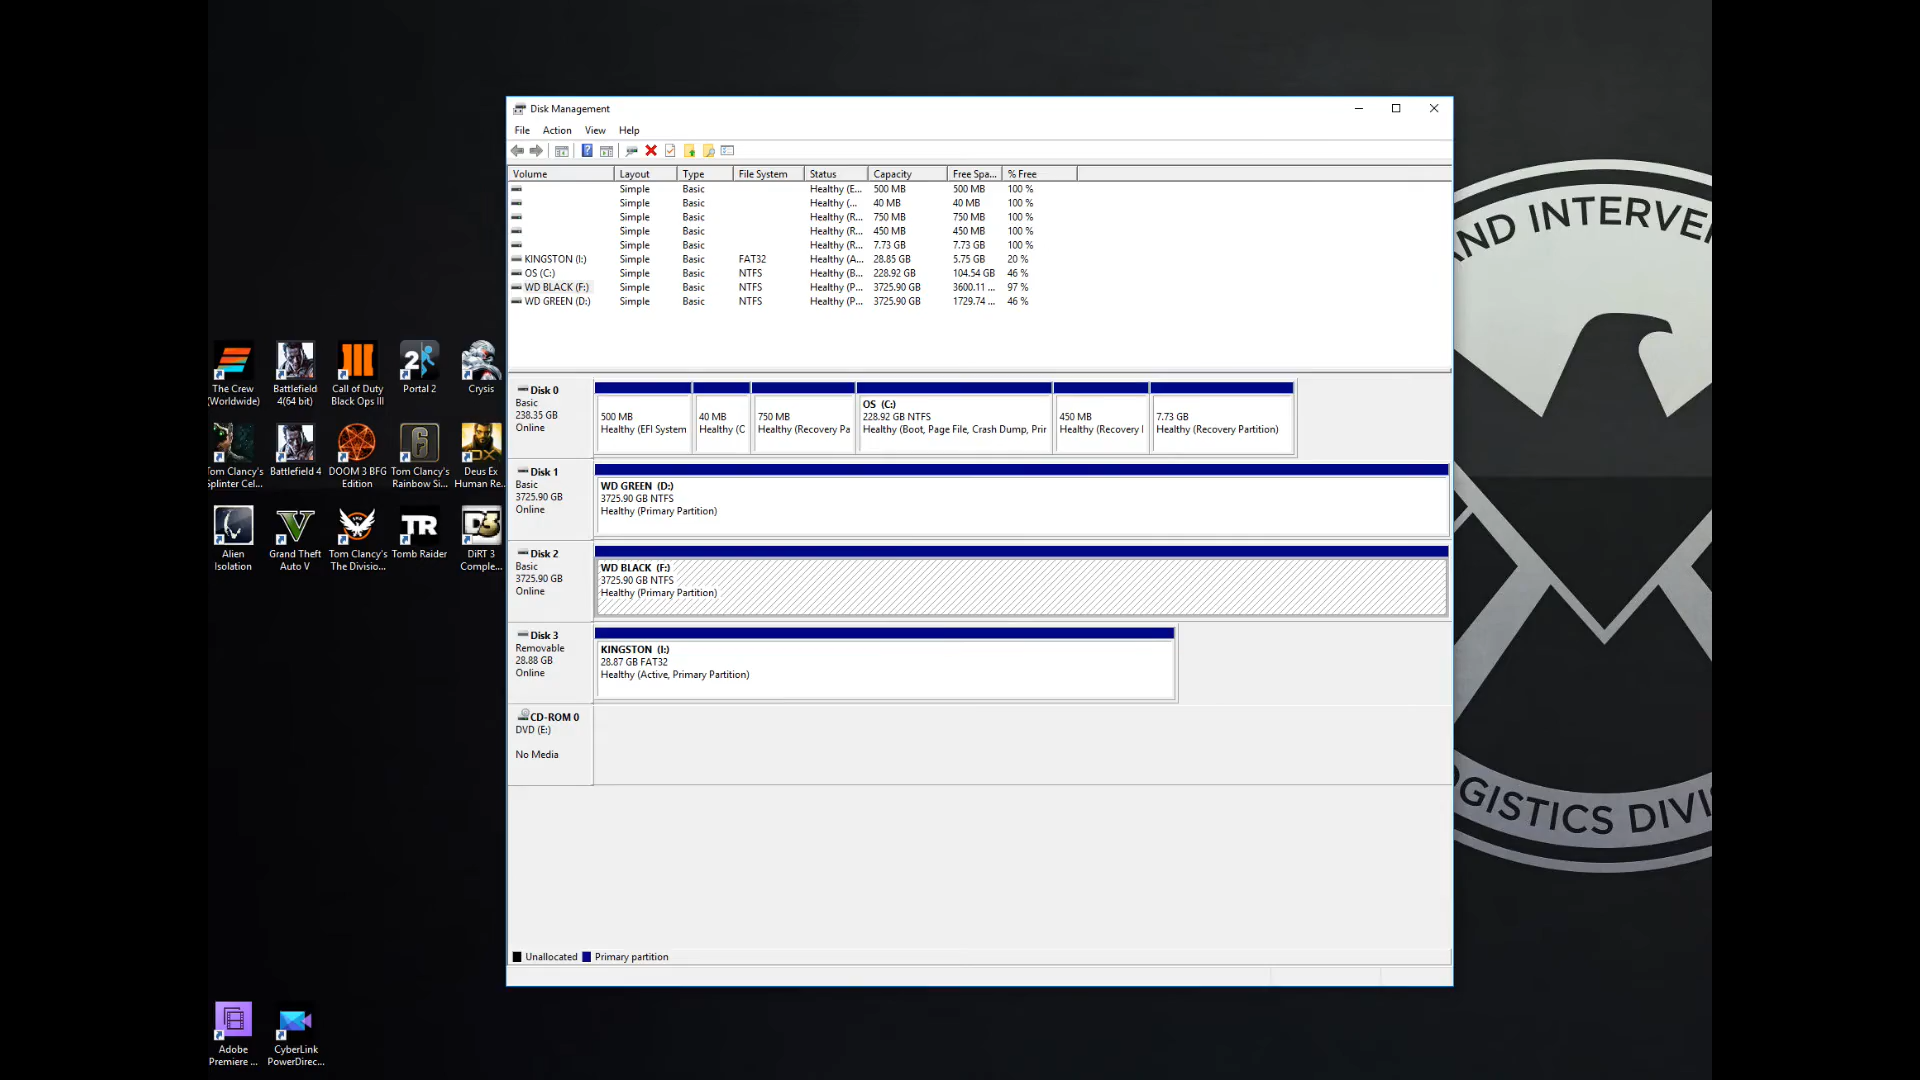 Disk Management
File Action View Help
Volume Layout Type File System Status Capacity Free Spa... % Free
Simple Basic Healthy (E... 500 MB 500 MB 100 %
Simple Basic Healthy (... 40 MB 40 MB 100 %
Simple Basic Healthy (R... 750 MB 750 MB 100 %
Simple Basic Healthy (R... 450 MB 450 MB 100 %
Simple Basic Healthy (R... 7.73 GB 7.73 GB 100 %
KINGSTON (I:) Simple Basic FAT32 Healthy (A... 28.85 GB 5.75 GB 20 %
OS (C:) Simple Basic NTFS Healthy (B... 228.92 GB 104.54 GB 46 %
WD BLACK (F:) Simple Basic NTFS Healthy (P... 3725.90 GB 3600.11 ... 97 %
WD GREEN (D:) Simple Basic NTFS Healthy (P... 3725.90 GB 1729.74 ... 46 %
Disk 0
Basic
238.35 GB
Online
500 MB
Healthy (EFI System
40 MB
Healthy (C
750 MB
Healthy (Recovery Pa
OS (C:)
228.92 GB NTFS
Healthy (Boot, Page File, Crash Dump, Pri
450 MB
Healthy (Recovery
7.73 GB
Healthy (Recovery Partition)
Disk 1
Basic
3725.90 GB
Online
WD GREEN (D:)
3725.90 GB NTFS
Healthy (Primary Partition)
Disk 2
Basic
3725.90 GB
Online
WD BLACK (F:)
3725.90 GB NTFS
Healthy (Primary Partition)
Disk 3
Removable
28.88 GB
Online
KINGSTON (I:)
28.87 GB FAT32
Healthy (Active, Primary Partition)
CD-ROM 0
DVD (E:)
No Media
Unallocated Primary partition
The Crew
(Worldwide)
Battlefield
4(64 bit)
Call of Duty
Black Ops III
Portal 2
Crysis
Tom Clancy's
Splinter Cel...
Battlefield 4
DOOM 3 BFG
Edition
Tom Clancy's
Rainbow Si...
Deus Ex
Human Re...
Alien
Isolation
Grand Theft
Auto V
Tom Clancy's
The Divisio...
TR
Tomb Raider
D3
DiRT 3
Comple...
Adobe
Premiere ...
CyberLink
PowerDirec...
ND INTERVE
OGISTICS DIVI